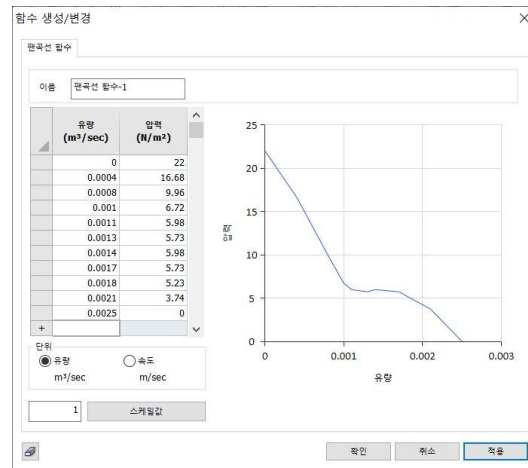 함수 생성/변경
팬곡선 함수
이름 팬곡선 함수-1
유량 압력
(m³/sec) (N/m²)
0 22
0.0004 16.68
0.0008 9.96
0.001 6.72
0.0011 5.98
0.0013 5.73
0.0014 5.98
0.0017 5.73
0.0018 5.23
0.0021 3.74
0.0025 0
+
단위
유량 속도
m³/sec m/sec
1 스케일값
25
20
15
10
5
0
압력
0 0.001 0.002 0.003
유량
확인 취소 적용